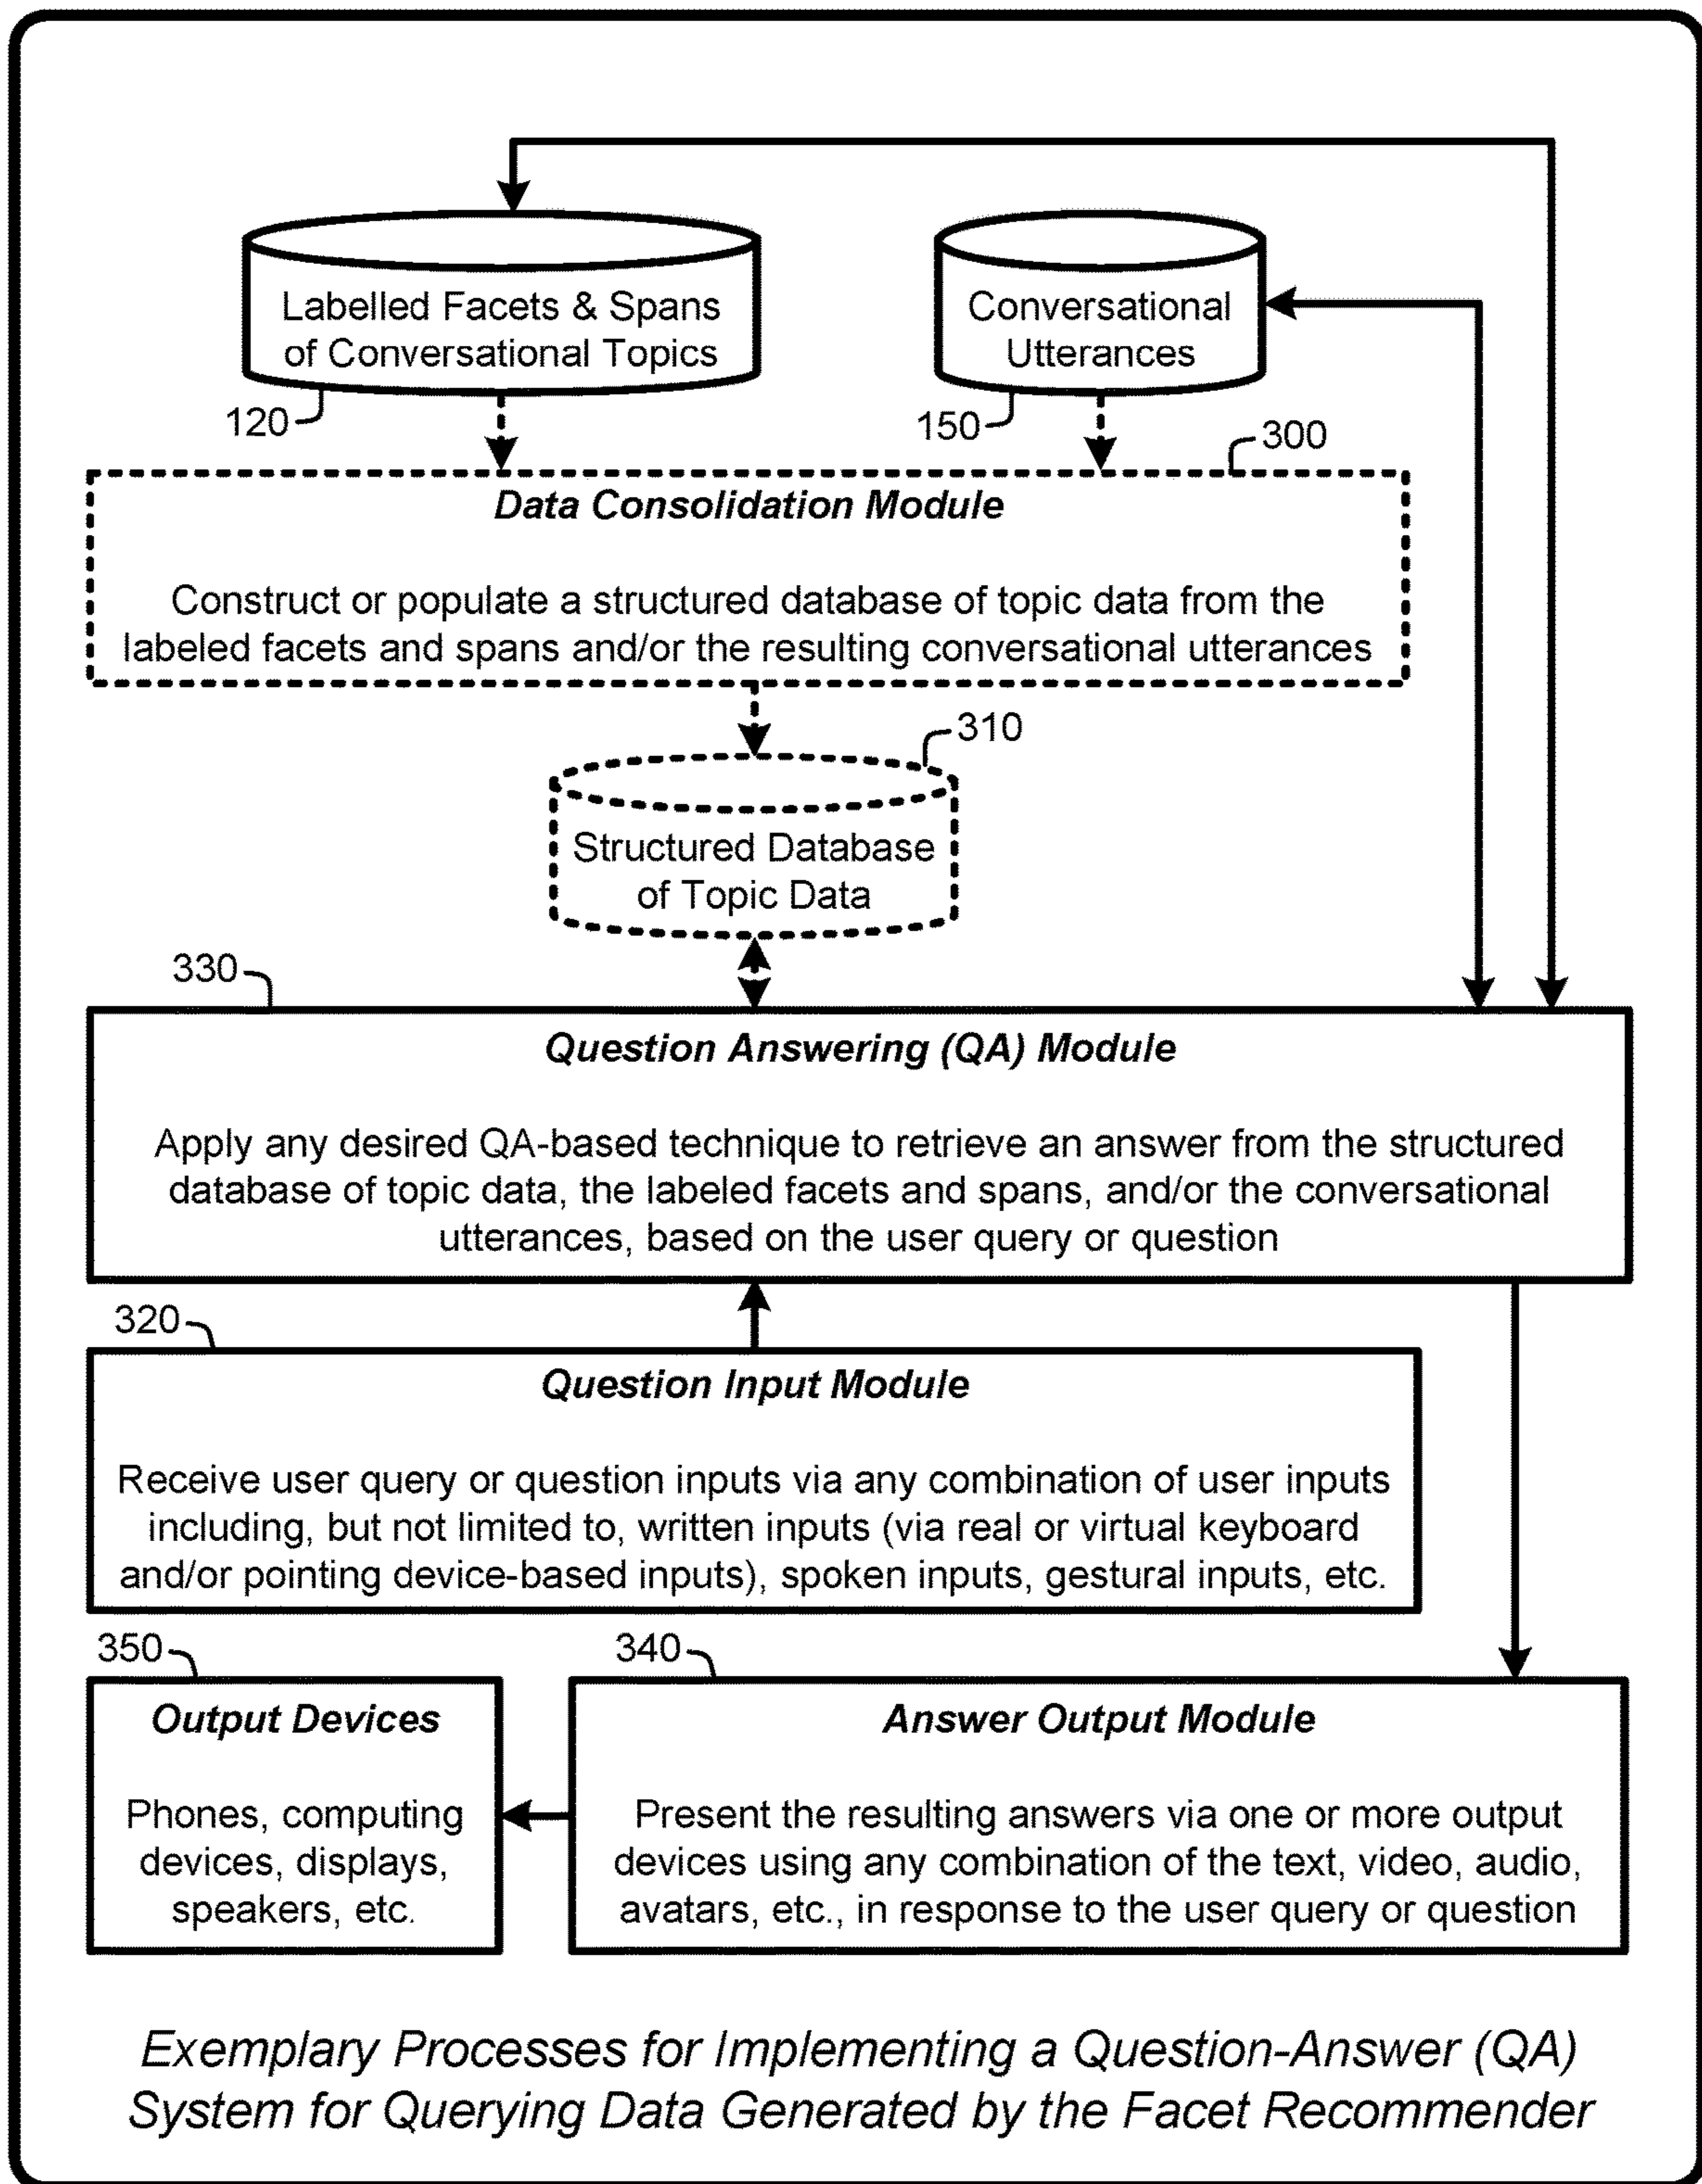 Labelled Facets & Spans
of Conversational Topics
Conversational
Utterances
120
150
300
Data Consolidation Module
Construct or populate a structured database of topic data from the
labeled facets and spans and/or the resulting conversational utterances
310
Structured Database
of Topic Data
330
Question Answering (QA) Module
Apply any desired QA-based technique to retrieve an answer from the structured
database of topic data, the labeled facets and spans, and/or the conversational
utterances, based on the user query or question
320
Question Input Module
Receive user query or question inputs via any combination of user inputs
including, but not limited to, written inputs (via real or virtual keyboard
and/or pointing device-based inputs), spoken inputs, gestural inputs, etc.
350
Output Devices
Phones, computing
devices, displays,
speakers, etc.
340
Answer Output Module
Present the resulting answers via one or more output
devices using any combination of the text, video, audio,
avatars, etc., in response to the user query or question
Exemplary Processes for Implementing a Question-Answer (QA)
System for Querying Data Generated by the Facet Recommender